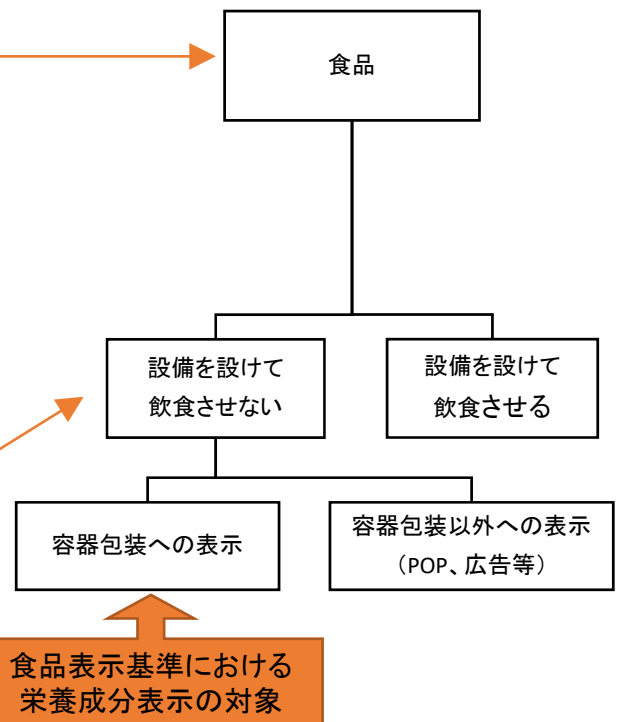 食品
設備を設けて
飲食させない
設備を設けて
飲食させる
容器包装への表示
容器包装以外への表示
（POP、広告等）
食品表示基準における
栄養成分表示の対象